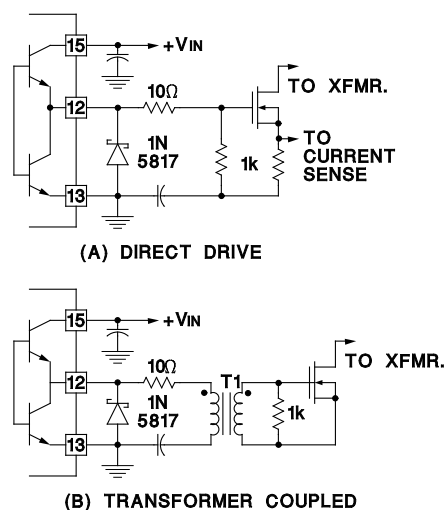 15
+VIN
TO XFMR.
10Ω
12
1N
5817
1k
TO
CURRENT
SENSE
13
(A) DIRECT DRIVE
15
+VIN
TO XFMR.
10Ω
T1
12
1N
5817
1k
13
(B) TRANSFORMER COUPLED